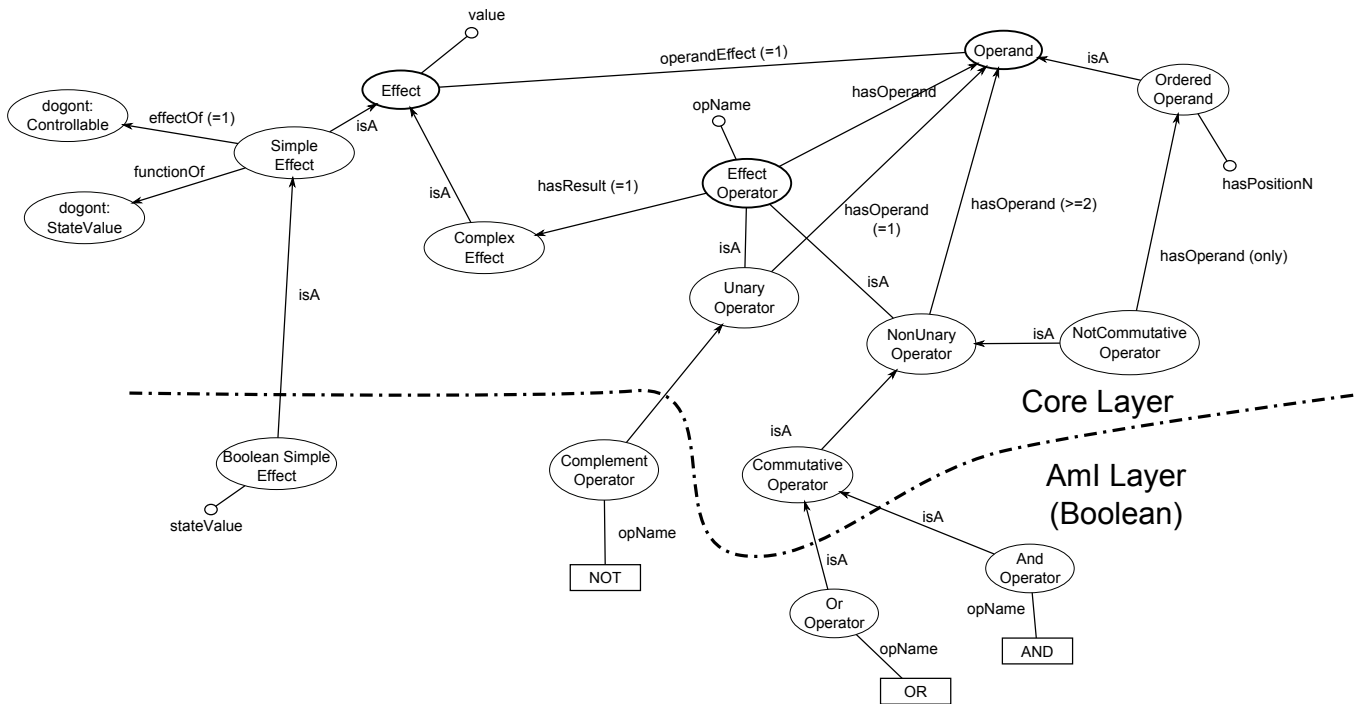 value
operandEffect (=1)
Operand
isA
Ordered
Operand
Effect
dogont:
Controllable
effectOf (=1)
isA
opName
hasOperand
Simple
Effect
functionOf
hasPositionN
dogont:
StateValue
isA
hasResult (=1)
Effect
Operator
hasOperand
(=1)
hasOperand (>=2)
Complex
Effect
isA
hasOperand (only)
isA
isA
Unary
Operator
NonUnary
Operator
isA
NotCommutative
Operator
Core Layer
isA
Boolean Simple
Effect
stateValue
Complement
Operator
Commutative
Operator
AmI Layer
(Boolean)
opName
NOT
isA
isA
And
Operator
Or
Operator
opName
AND
opName
OR